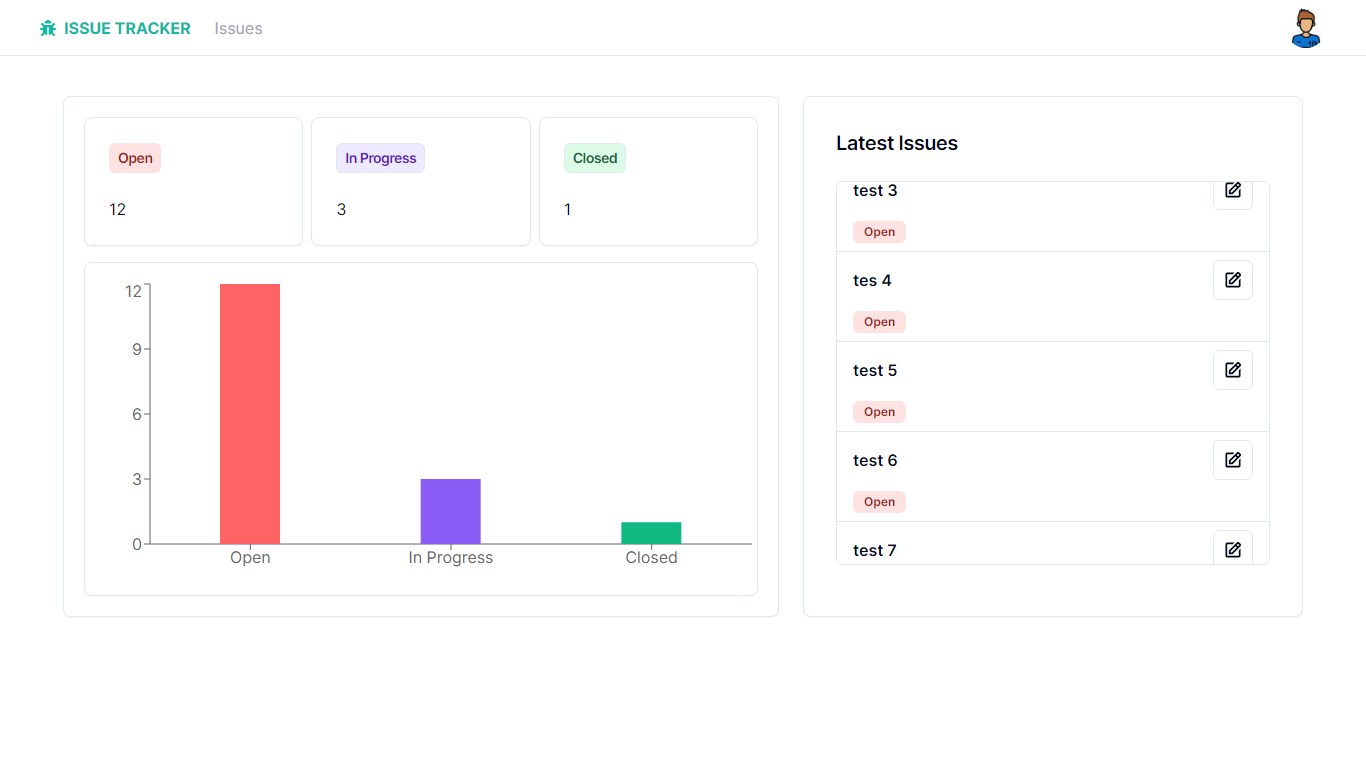 ISSUE TRACKER Issues
Open
12
In Progress
3
Closed
1
12
9
6
3
0
Open In Progress Closed
Latest Issues
test 3
Open
tes 4
Open
test 5
Open
test 6
Open
test 7